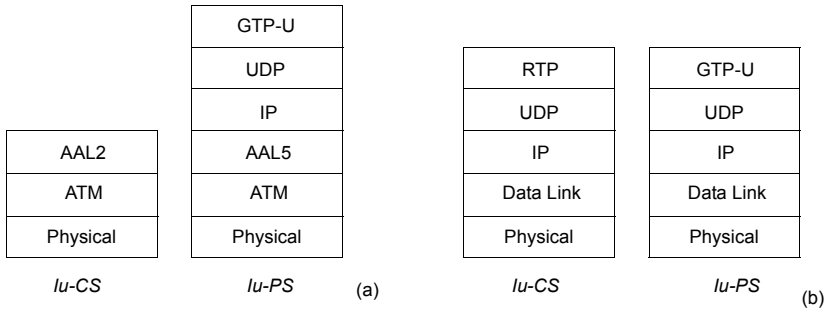 GTP-U
UDP
IP
AAL2 AAL5
ATM ATM
Physical Physical
Iu-CS Iu-PS (a)
RTP GTP-U
UDP UDP
IP IP
Data Link Data Link
Physical Physical
Iu-CS Iu-PS (b)